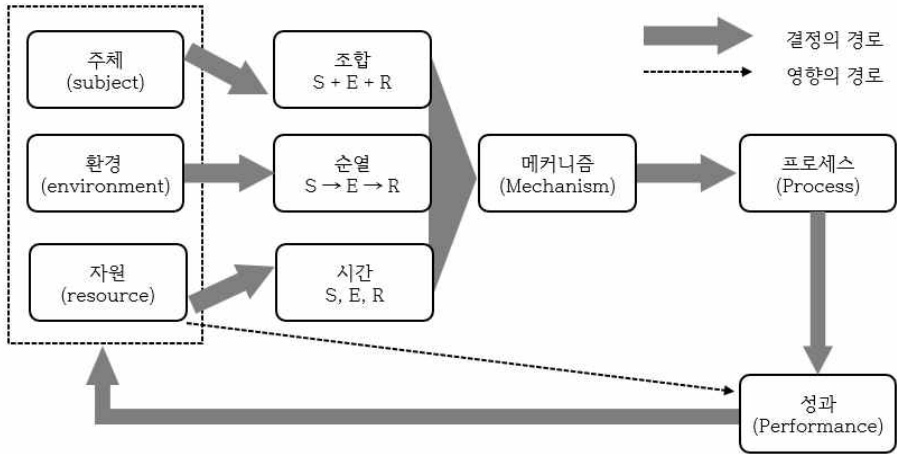 주체
(subject)
조합
S + E + R
결정의 경로
영향의 경로
환경
(environment)
순열
S → E → R
메커니즘
(Mechanism)
프로세스
(Process)
자원
(resource)
시간
S, E, R
성과
(Performance)